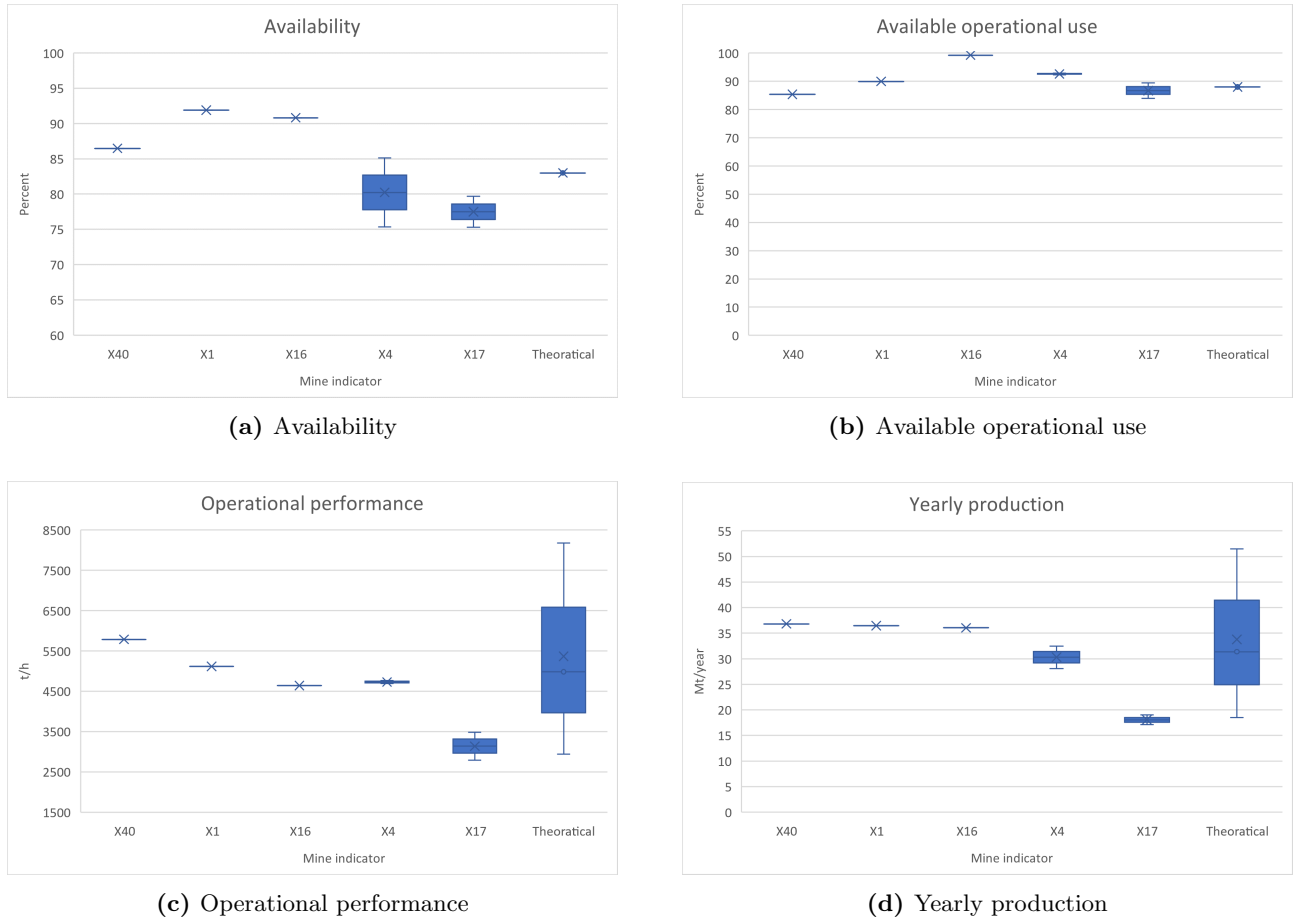 Availability
100
95
90
85
80
75
70
65
60
Percent
X40 X1 X16 X4 X17 Theoratical
Mine indicator
(a) Availability
Available operational use
100
90
80
70
60
50
40
30
20
10
0
Percent
X40 X1 X16 X4 X17 Theoratical
Mine indicator
(b) Available operational use
Operational performance
8500
7500
6500
5500
4500
3500
2500
1500
t/h
X40 X1 X16 X4 X17 Theoratical
Mine indicator
(c) Operational performance
Yearly production
55
50
45
40
35
30
25
20
15
10
5
0
Mt/year
X40 X1 X16 X4 X17 Theoratical
Mine indicator
(d) Yearly production